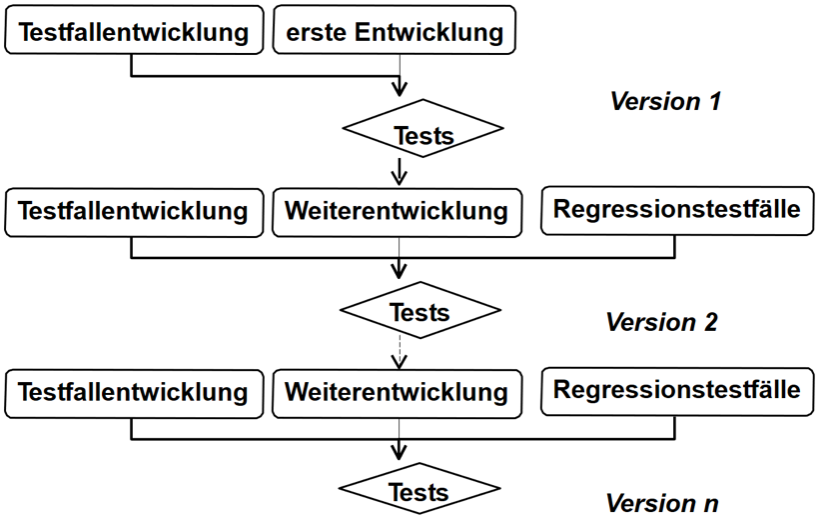 Testfallentwicklung
erste Entwicklung
Version 1
Tests
Testfallentwicklung
Weiterentwicklung
Regressionstestfälle
Tests
Version 2
Testfallentwicklung
Weiterentwicklung
Regressionstestfälle
Tests
Version n